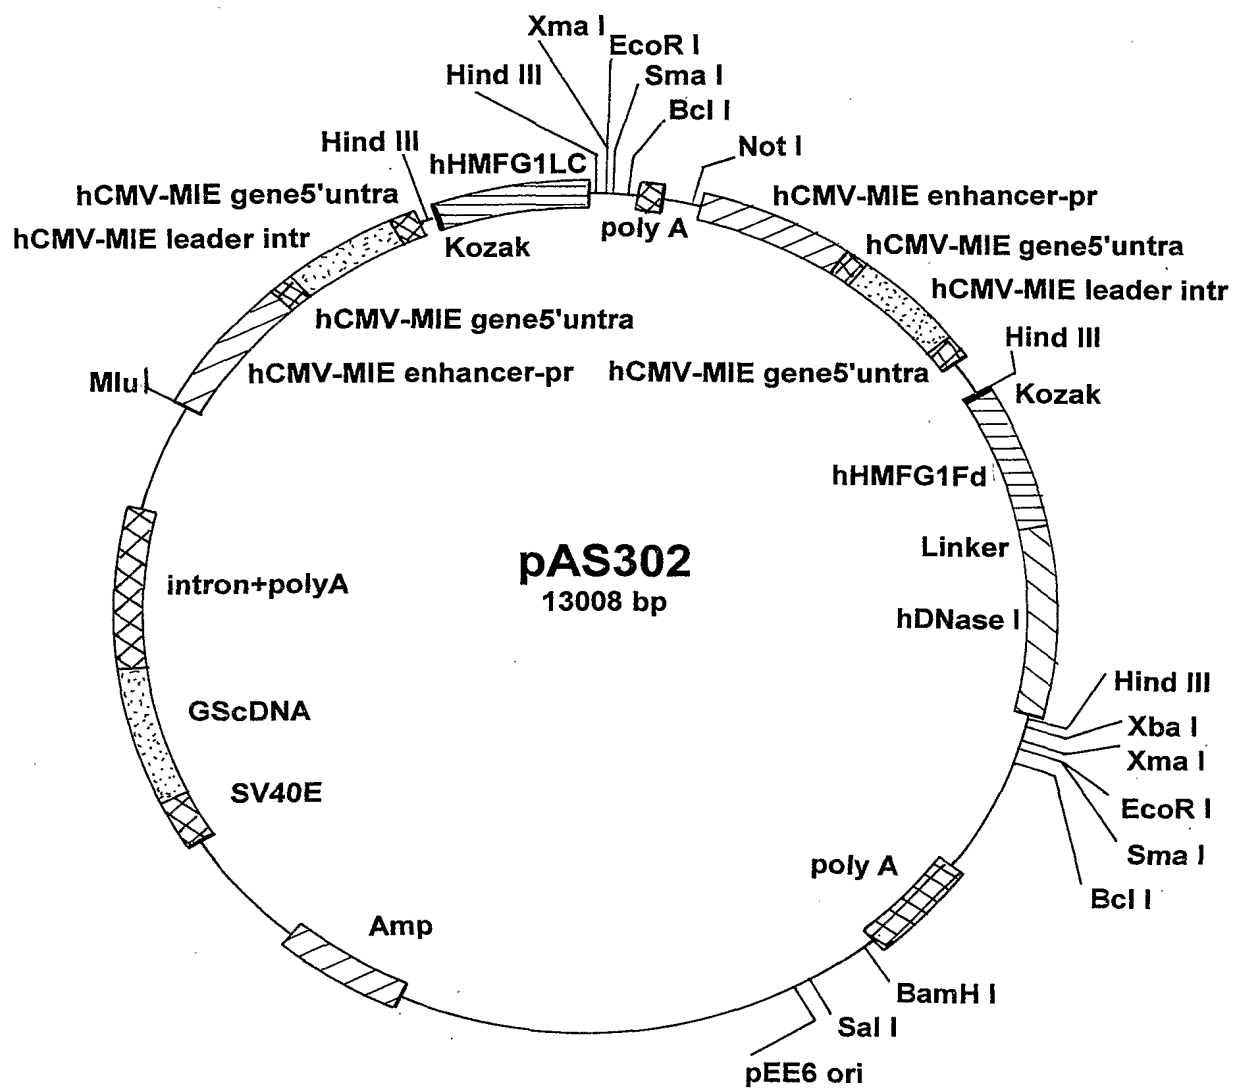 Xma I
EcoR I
Hind III
Sma I
Bcl I
Hind III
hHMFG1LC
Not I
hCMV-MIE gene5'untra
hCMV-MIE enhancer-pr
hCMV-MIE leader intr
Kozak
poly A
hCMV-MIE gene5'untra
hCMV-MIE leader intr
hCMV-MIE gene5'untra
Hind III
Mlu I
hCMV-MIE enhancer-pr
hCMV-MIE gene5'untra
Kozak
hHMFG1Fd
Linker
pAS302
13008 bp
intron+polyA
hDNase I
Hind III
GScDNA
Xba I
Xma I
SV40E
EcoR I
Sma I
poly A
Bcl I
Amp
BamH I
Sal I
pEE6 ori